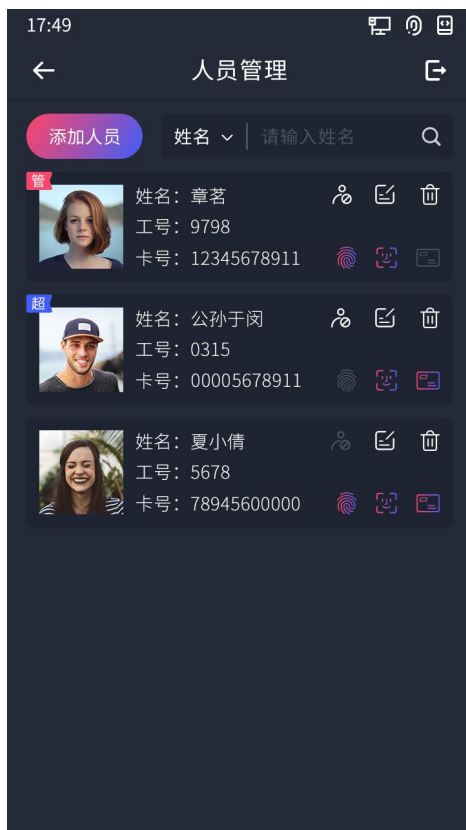 17:49
人员管理
添加人员 姓名 请输入姓名
管
姓名：章茗
工号：9798
卡号：12345678911
超
姓名：公孙于闵
工号：0315
卡号：00005678911
姓名：夏小倩
工号：5678
卡号：78945600000